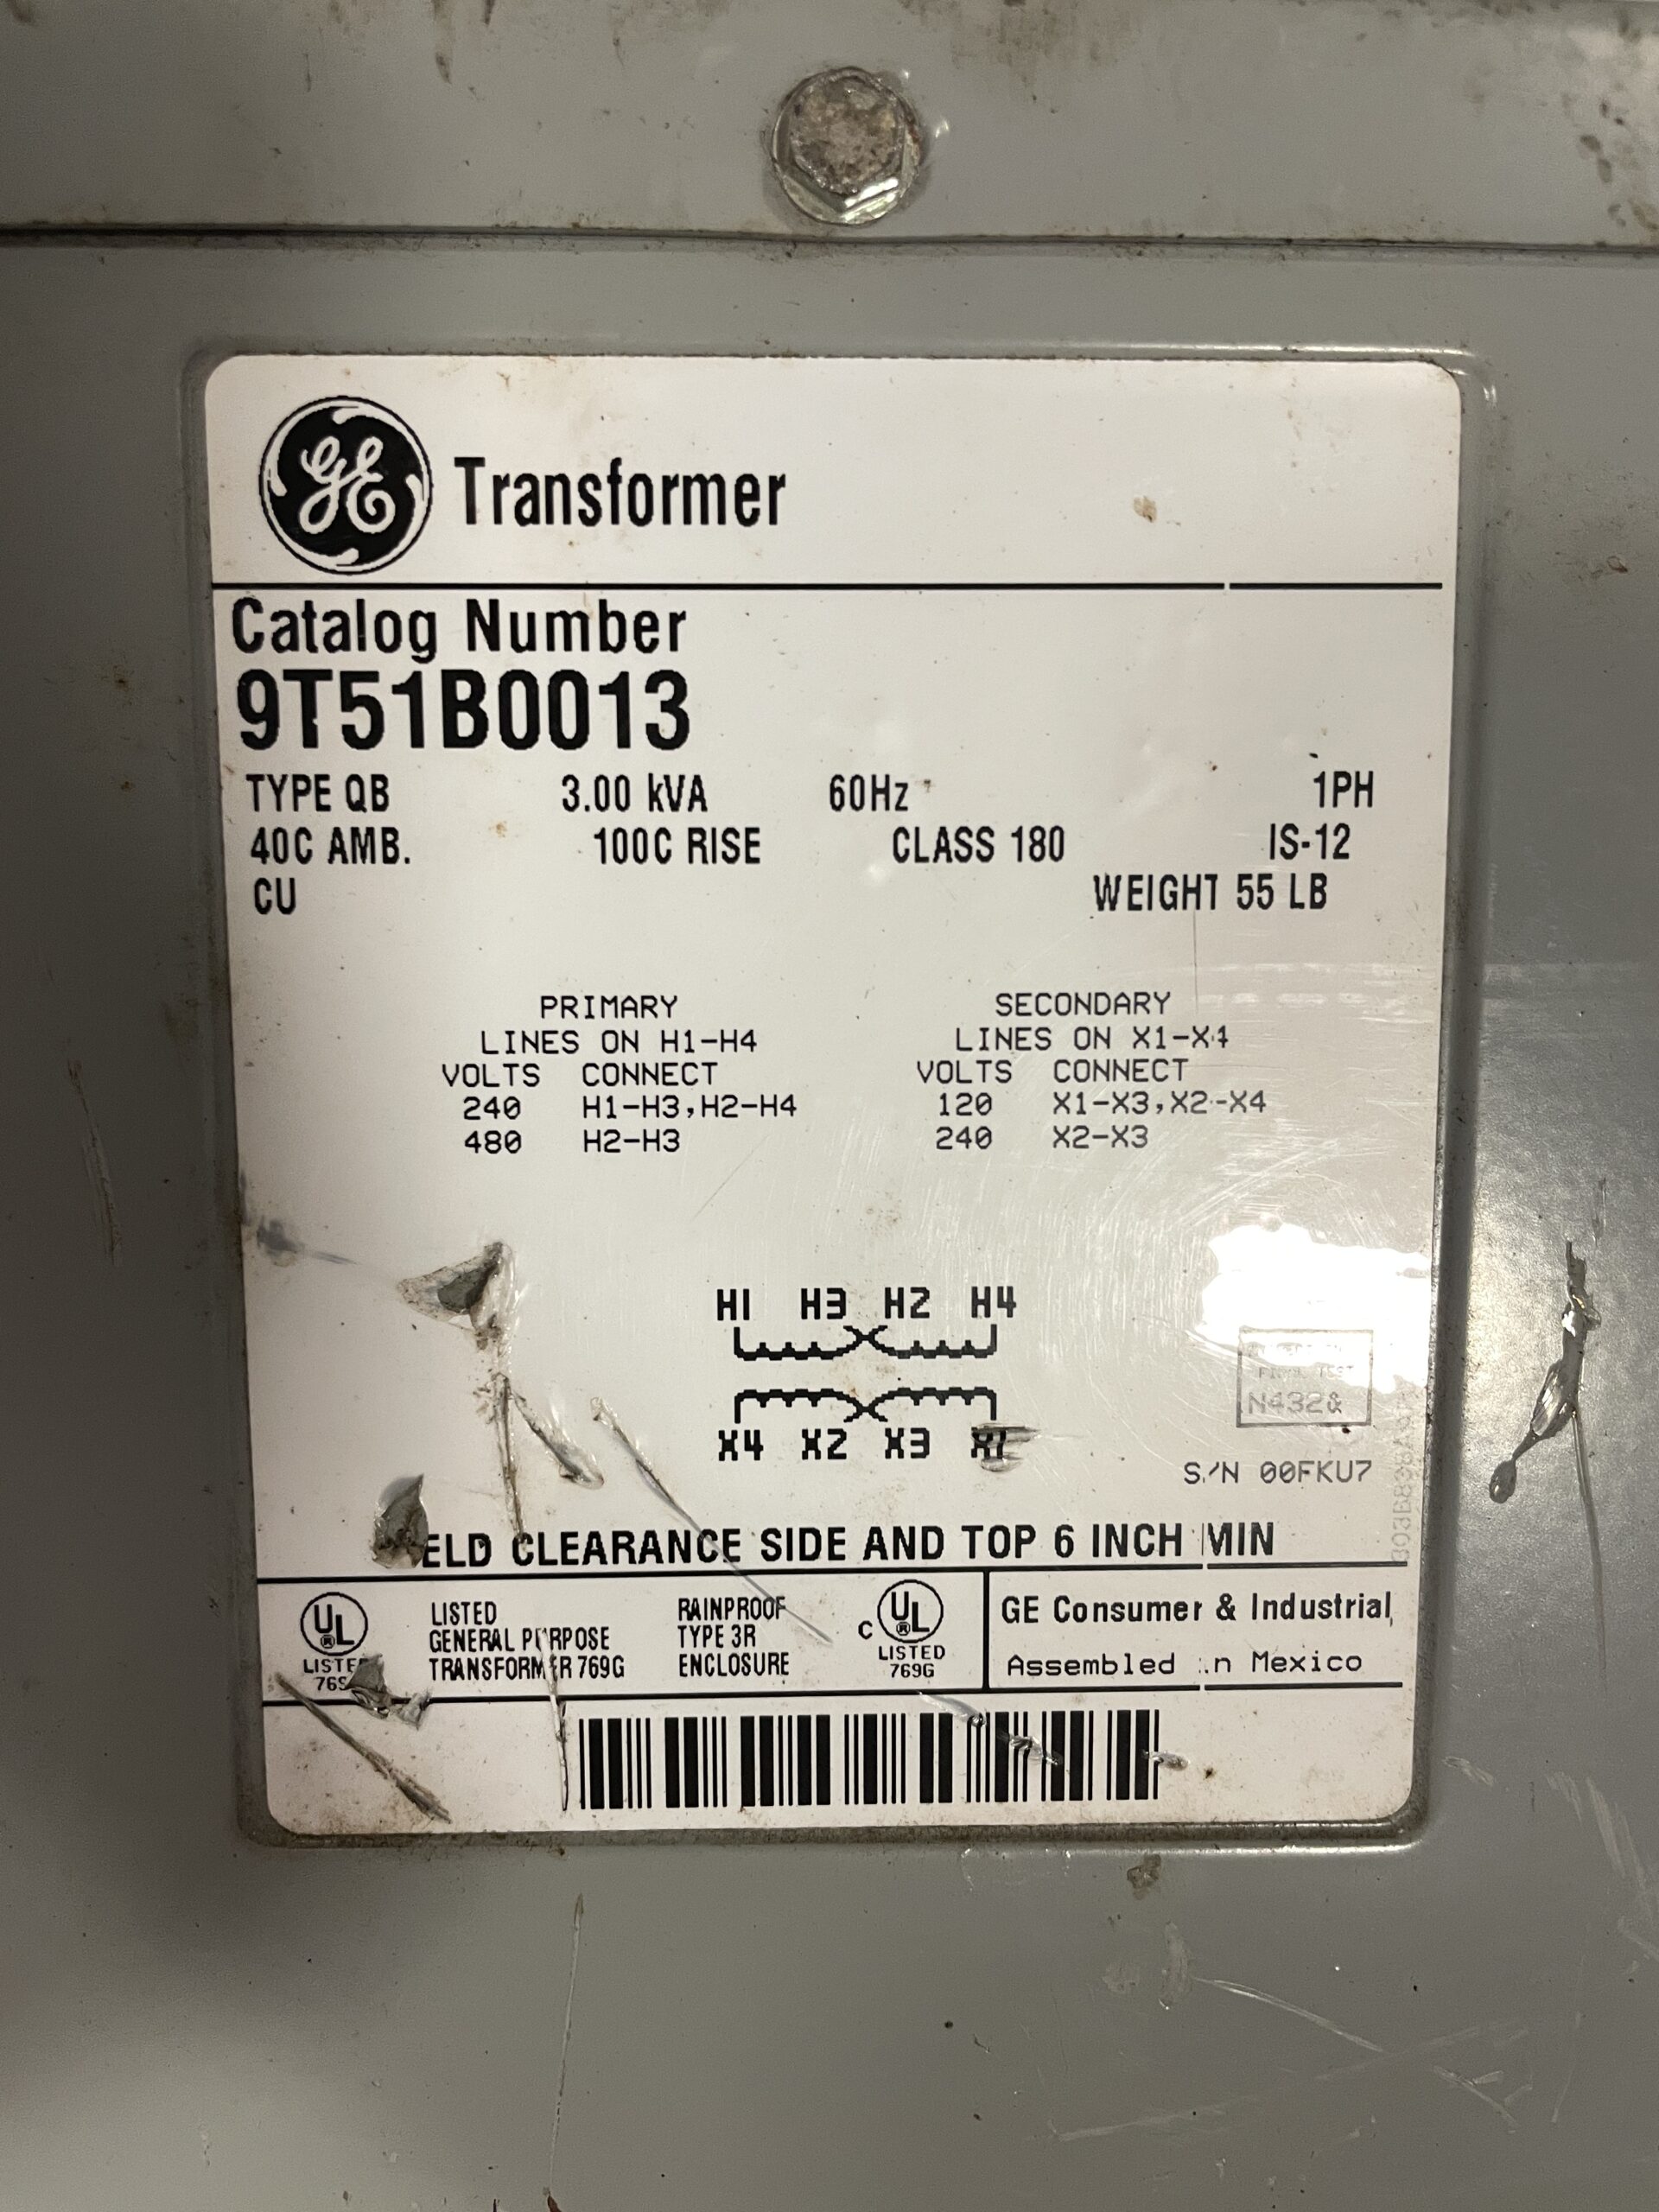 GE Transformer
Catalog Number
9T51B0013
TYPE QB 3.00 kVA 60Hz 1PH
40C AMB. 100C RISE CLASS 180 IS-12
CU WEIGHT 55 LB
PRIMARY SECONDARY
LINES ON H1-H4 LINES ON X1-X4
VOLTS CONNECT VOLTS CONNECT
240 H1-H3,H2-H4 120 X1-X3,X2-X4
480 H2-H3 240 X2-X3
H1 H3 H2 H4
X4 X2 X3 X1
N432&
S/N 00FKU7
CLEARANCE SIDE AND TOP 6 INCH MIN
UL ® LISTED GENERAL PURPOSE TRANSFORMER 769G
RAINPROOF TYPE 3R ENCLOSURE
C UL ® LISTED 769G
GE Consumer & Industrial
Assembled in Mexico